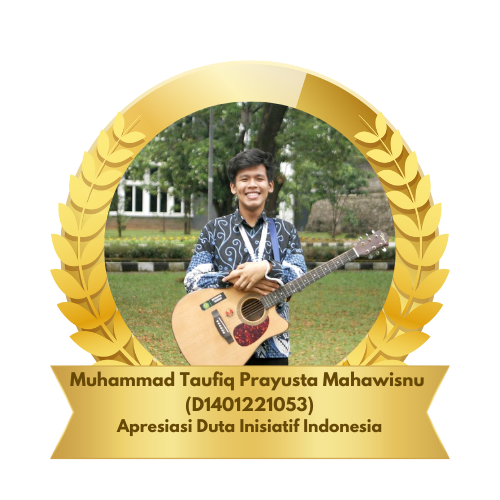 Muhammad Taufiq Prayusta Mahawisnu
(D1401221053)
Apresiasi Duta Inisiatif Indonesia